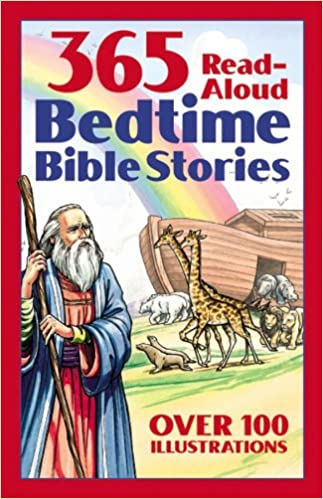 365 Read-
Aloud
Bedtime
Bible Stories
OVER 100
ILLUSTRATIONS